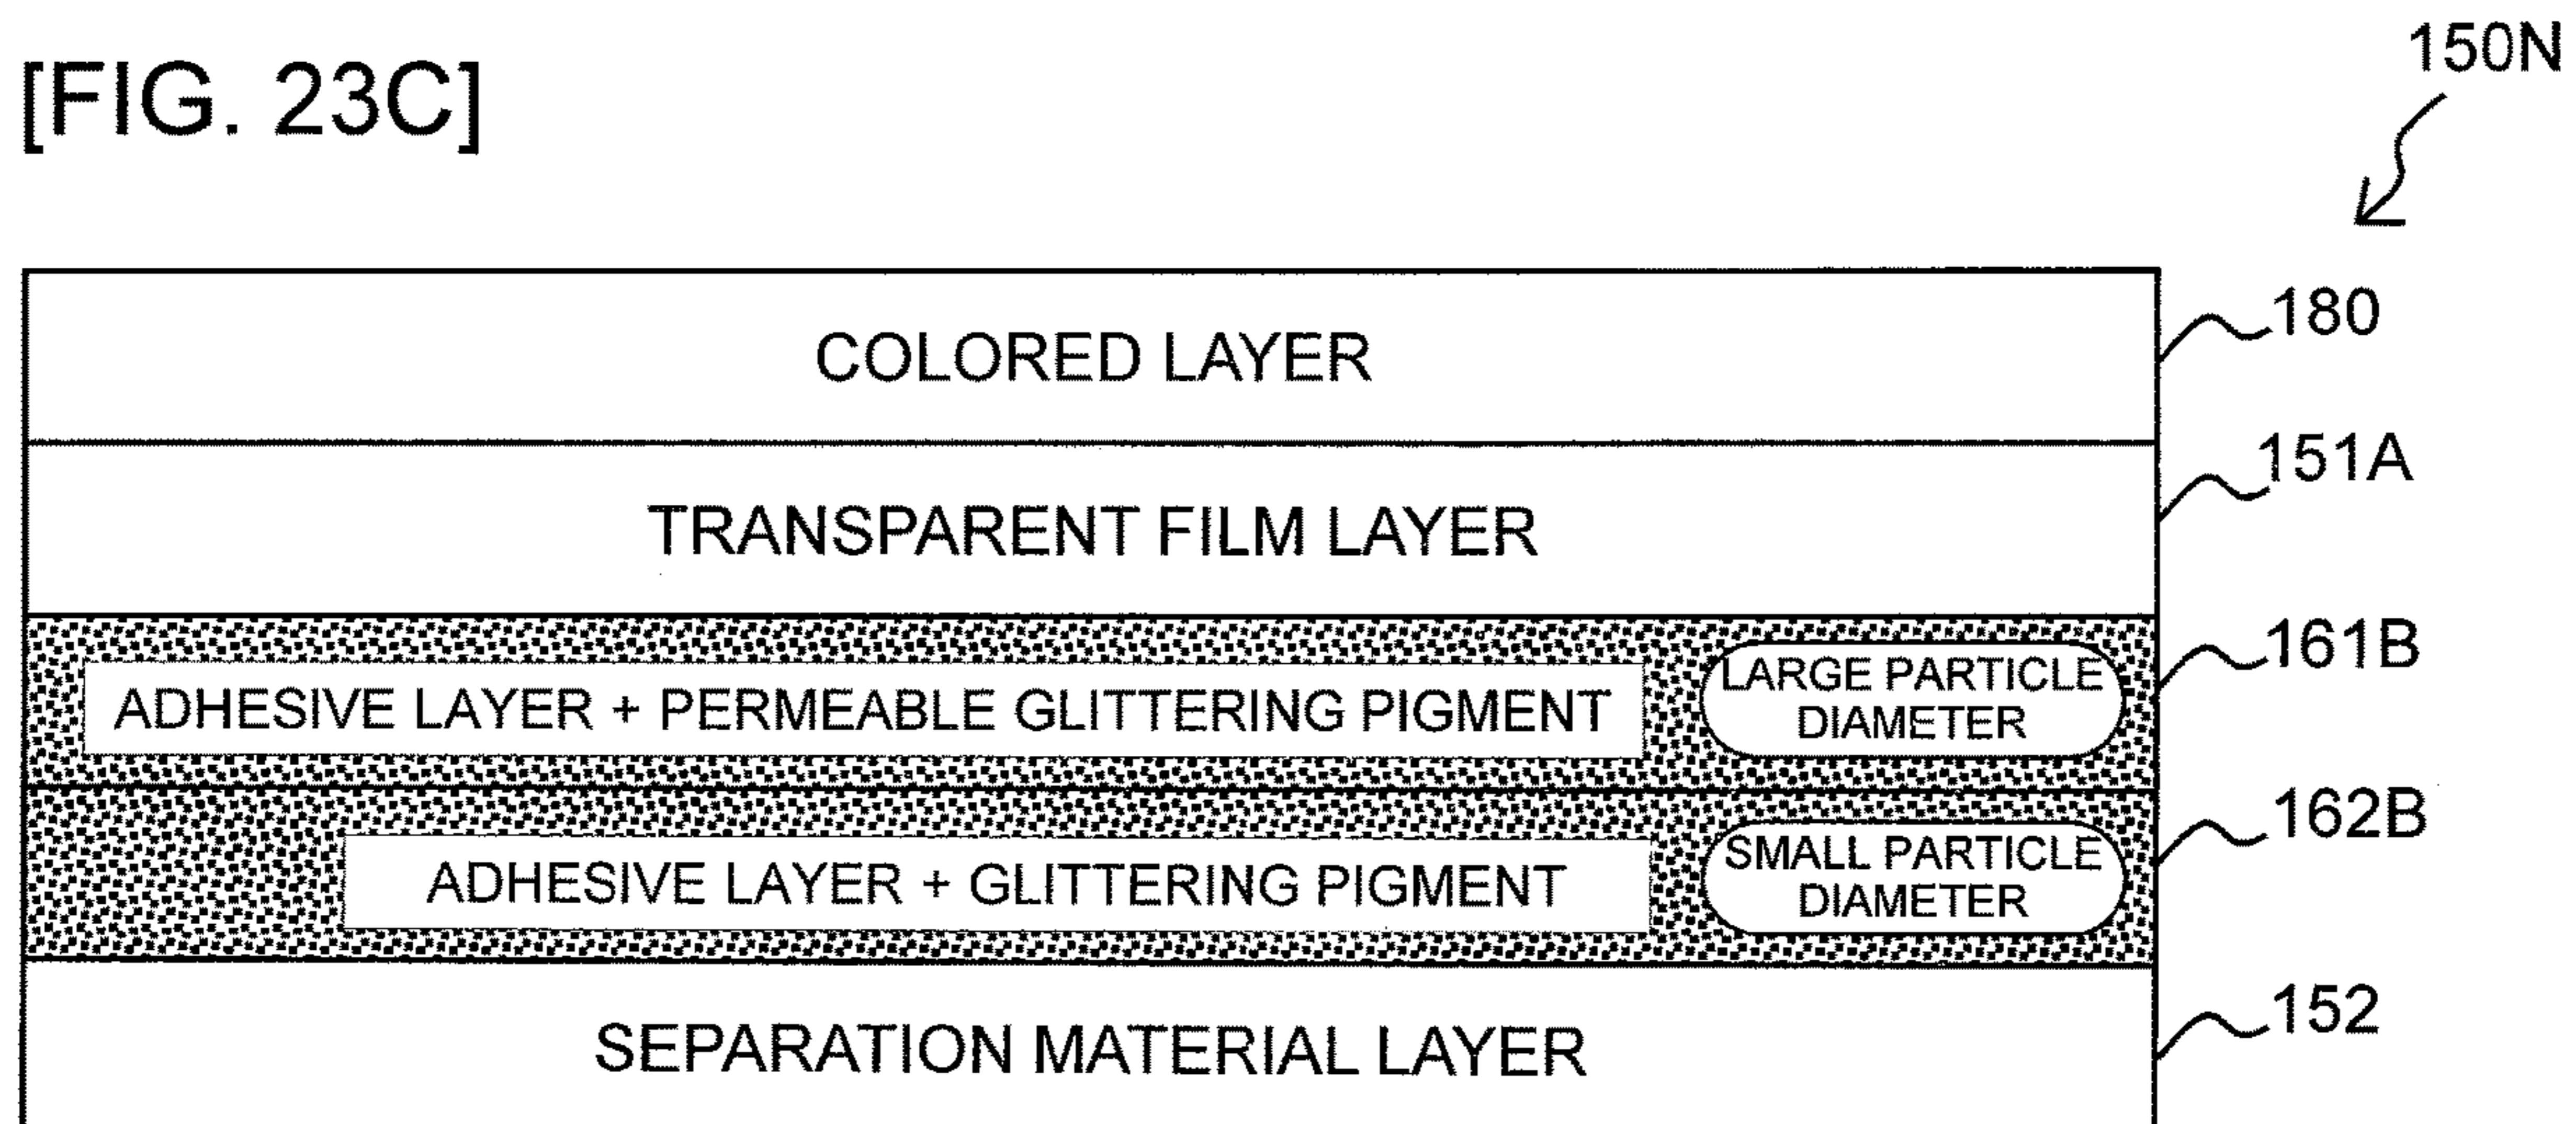 [FIG. 23C]
150N
COLORED LAYER
180
TRANSPARENT FILM LAYER
151A
ADHESIVE LAYER + PERMEABLE GLITTERING PIGMENT
LARGE PARTICLE
DIAMETER
161B
ADHESIVE LAYER + GLITTERING PIGMENT
SMALL PARTICLE
DIAMETER
162B
SEPARATION MATERIAL LAYER
152